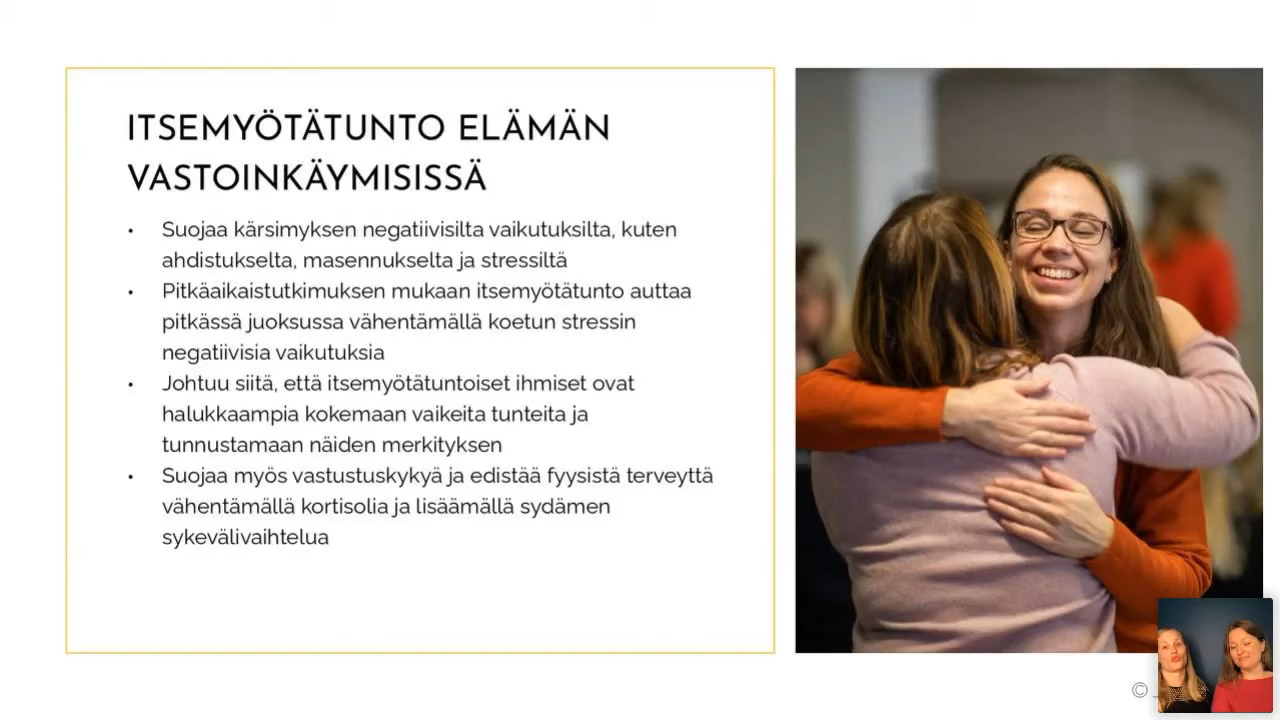 ITSEMYÖTÄTUNTO ELÄMÄN
VASTOINKÄYMISISSÄ
• Suojaa kärsimyksen negatiivisilta vaikutuksilta, kuten
ahdistukselta, masennukselta ja stressiltä
• Pitkäaikaistutkimuksen mukaan itsemyötätunto auttaa
pitkässä juoksussa vähentämällä koetun stressin
negatiivisia vaikutuksia
• Johtuu siitä, että itsemyötätuntoiset ihmiset ovat
halukkaampia kokemaan vaikeita tunteita ja
tunnustamaan näiden merkityksen
• Suojaa myös vastustuskykyä ja edistää fyysistä terveyttä
vähentämällä kortisolia ja lisäämällä sydämen
sykevälivaihtelua
©